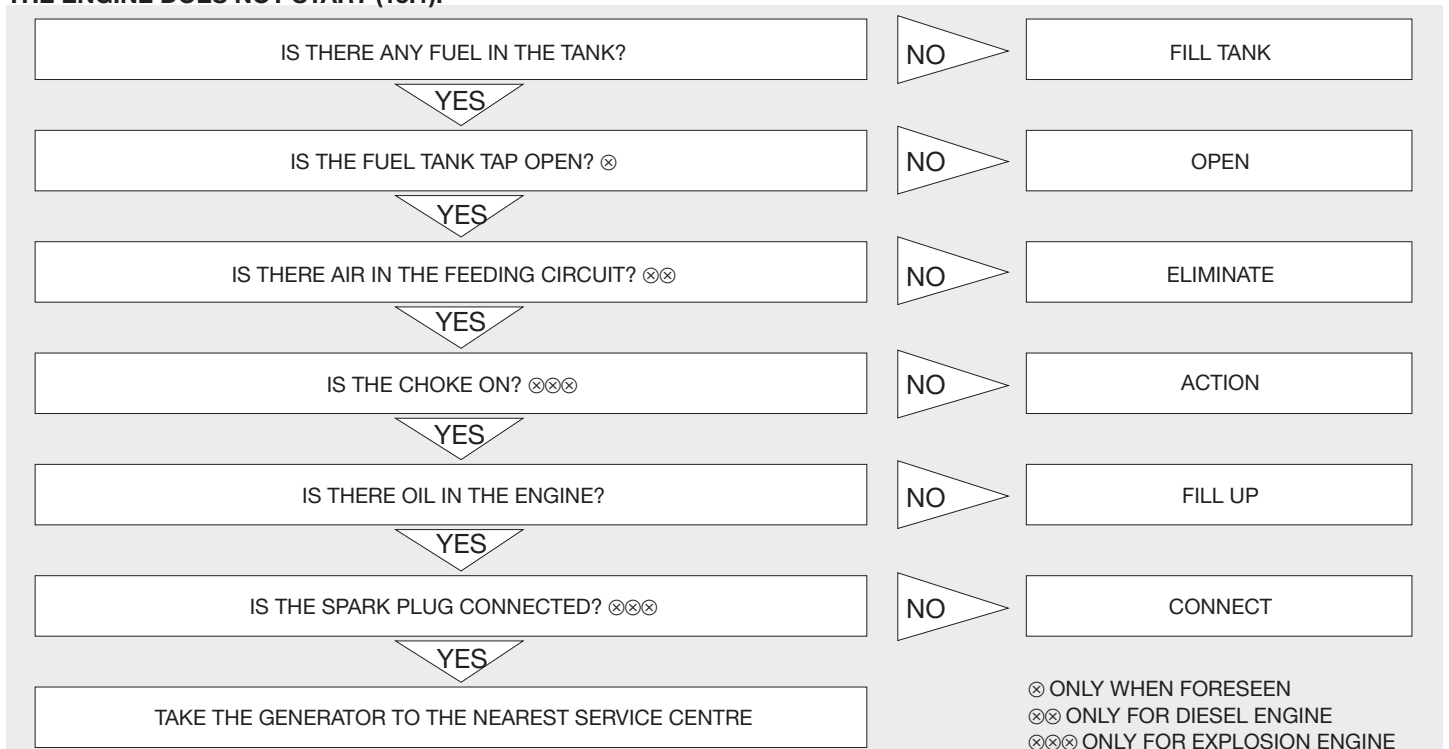 IS THERE ANY FUEL IN THE TANK?
NO
FILL TANK
YES
IS THE FUEL TANK TAP OPEN? ⊗
NO
OPEN
YES
IS THERE AIR IN THE FEEDING CIRCUIT? ⊗⊗
NO
ELIMINATE
YES
IS THE CHOKE ON? ⊗⊗⊗
NO
ACTION
YES
IS THERE OIL IN THE ENGINE?
NO
FILL UP
YES
IS THE SPARK PLUG CONNECTED? ⊗⊗⊗
NO
CONNECT
YES
TAKE THE GENERATOR TO THE NEAREST SERVICE CENTRE
⊗ ONLY WHEN FORESEEN
⊗⊗ ONLY FOR DIESEL ENGINE
⊗⊗⊗ ONLY FOR EXPLOSION ENGINE